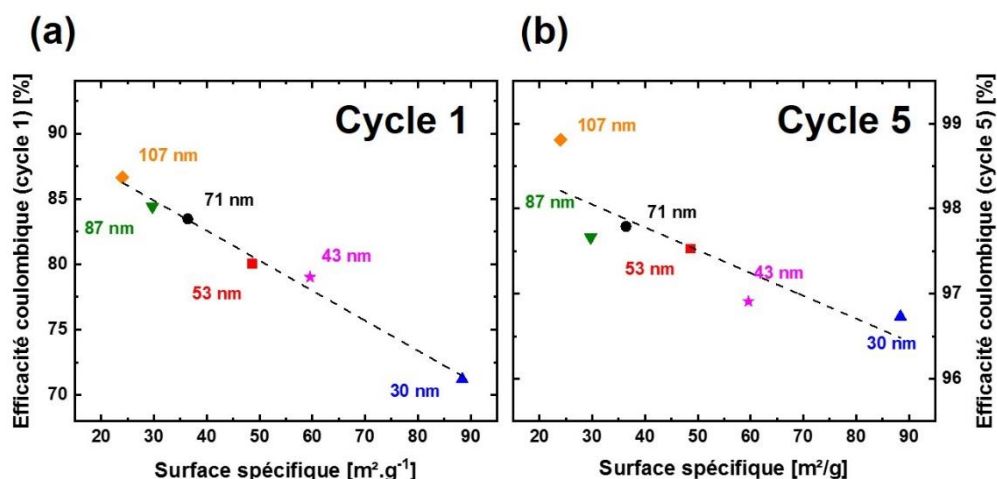 (a)
Cycle 1
Efficacité coulombique (cycle 1) [%]
90
85
80
75
70
107 nm
87 nm
71 nm
53 nm
43 nm
30 nm
20 30 40 50 60 70 80 90
Surface spécifique [m².g⁻¹]
(b)
Cycle 5
107 nm
87 nm
71 nm
53 nm
43 nm
30 nm
99
98
97
96
Efficacité coulombique (cycle 5) [%]
20 30 40 50 60 70 80 90
Surface spécifique [m²/g]